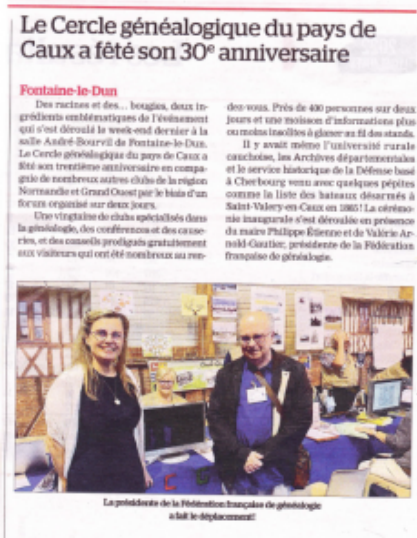 Le Cercle généalogique du pays de
Caux a fêté son 30e anniversaire
Fontaine-le-Dun
Des racines et des... bougies, deux in-
grédients emblématiques de l'événement
qui s'est déroulé le week-end dernier à la
salle André-Bourvil de Fontaine-le-Dun.
Le Cercle généalogique du pays de Caux a
fêté son trentième anniversaire en compa-
gnie de nombreux autres clubs de la région
Normandie et Grand Ouest par le biais d'un
forum organisé sur deux jours.
Une vingtaine de clubs spécialisés dans
la généalogie, des conférences et des cause-
ries, et des conseils prodigués gratuitement
aux visiteurs qui ont été nombreux au ren-
dez-vous. Près de 400 personnes sur deux
jours et une moisson d'informations plus
ou moins insolites à glaner au fil des stands.
Il y avait même l'université rurale
cauchoise, les Archives départementales
et le service historique de la Défense basé
à Cherbourg venu avec quelques pépites
comme la liste des bateaux désarmés à
Saint-Valery-en-Caux en 1865! La cérémo-
nie inaugurale s'est déroulée en présence
du maire Philippe Étienne et de Valérie Ar-
nold-Gautier, présidente de la Fédération
française de généalogie.
La présidente de la Fédération française de généalogie
a fait le déplacement!